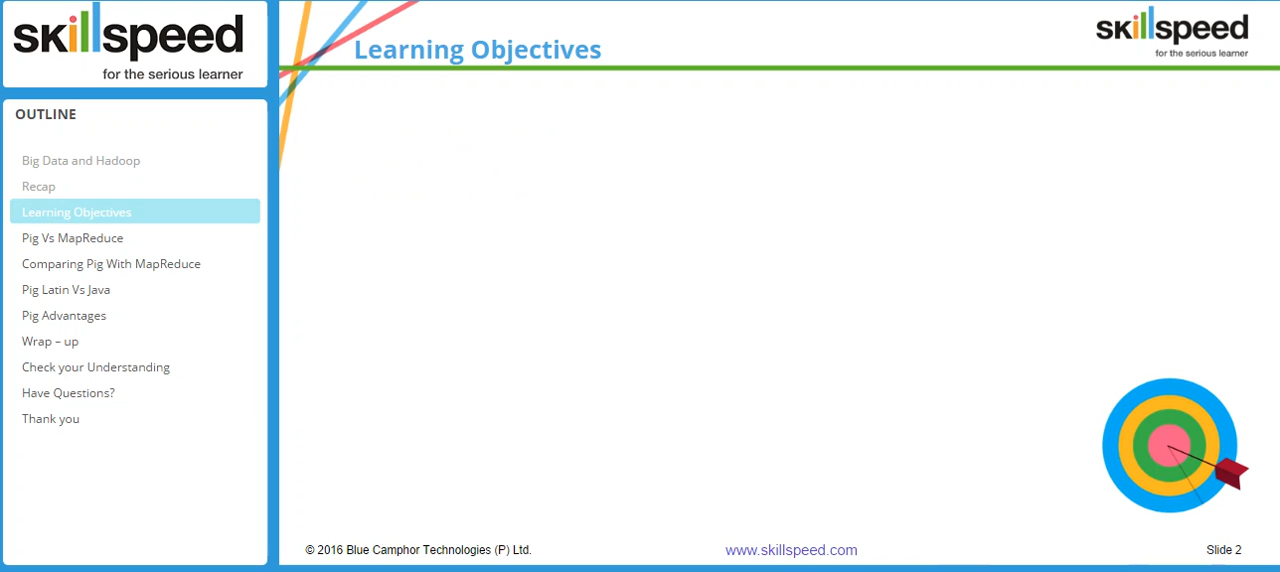 skillspeed
for the serious learner
OUTLINE
Big Data and Hadoop
Recap
Learning Objectives
Pig Vs MapReduce
Comparing Pig With MapReduce
Pig Latin Vs Java
Pig Advantages
Wrap – up
Check your Understanding
Have Questions?
Thank you
Learning Objectives
skillspeed
for the serious learner
© 2016 Blue Camphor Technologies (P) Ltd.
www.skillspeed.com
Slide 2